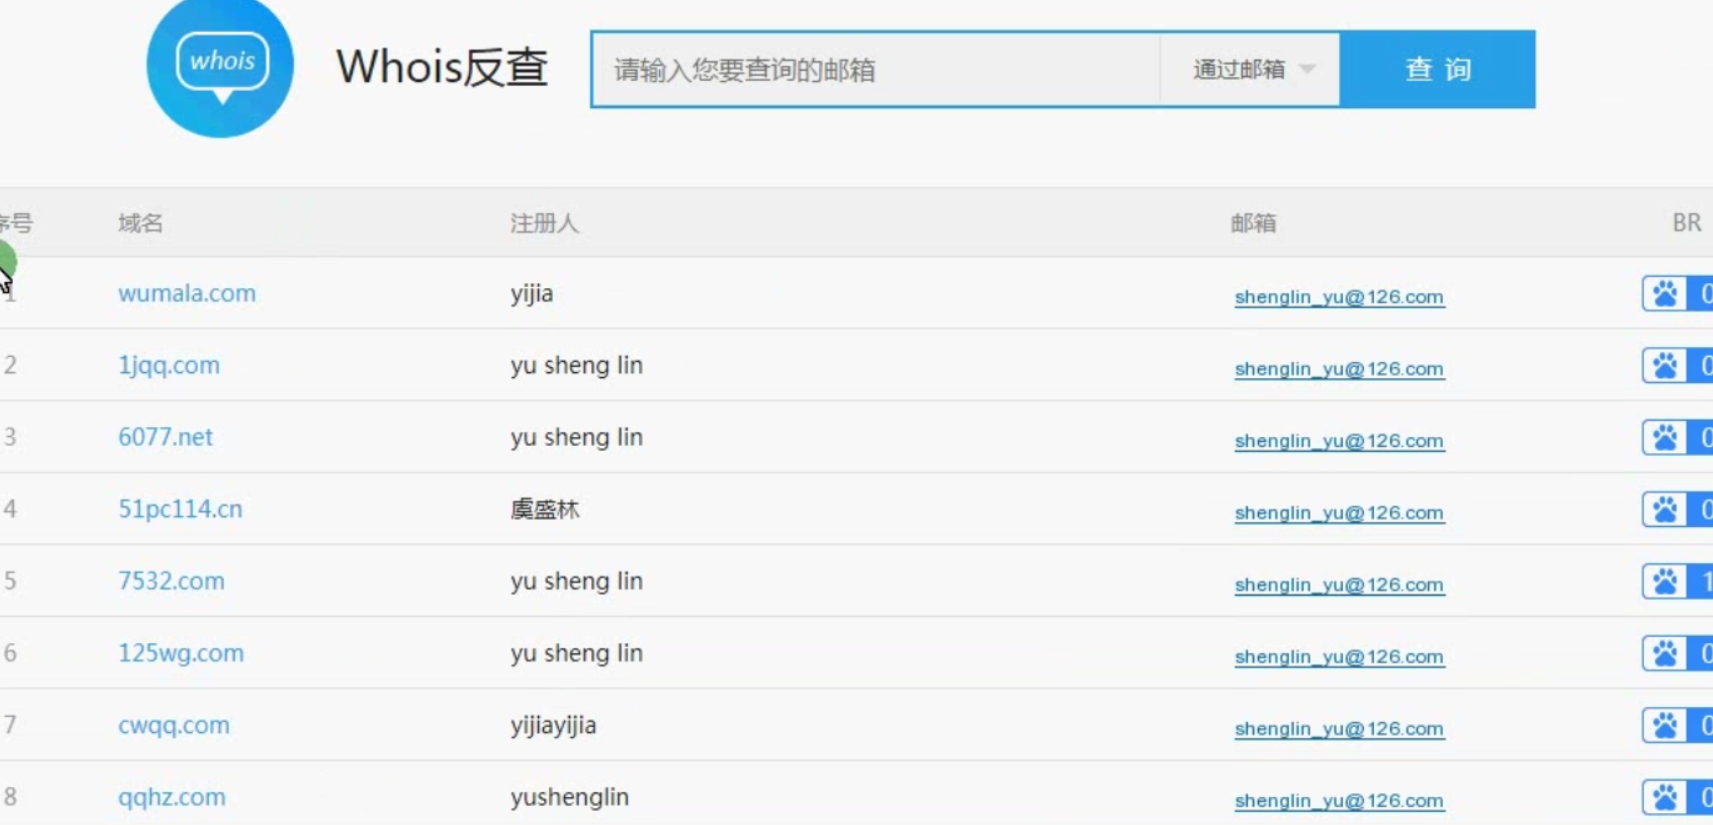 whois
Whois反查 请输入您要查询的邮箱 通过邮箱 查 询
序号 域名 注册人 邮箱 BR
1 wumala.com yijia shenglin_yu@126.com 0
2 1jqq.com yu sheng lin shenglin_yu@126.com 0
3 6077.net yu sheng lin shenglin_yu@126.com 0
4 51pc114.cn 虞盛林 shenglin_yu@126.com 0
5 7532.com yu sheng lin shenglin_yu@126.com 1
6 125wg.com yu sheng lin shenglin_yu@126.com 0
7 cwqq.com yijiayijia shenglin_yu@126.com 0
8 qqhz.com yushenglin shenglin_yu@126.com 0